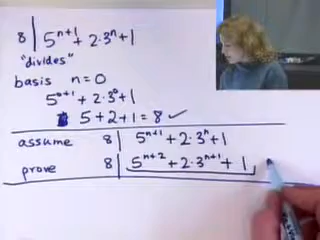 8 | 5^{n+1} + 2·3^n + 1
"divides"
basis n=0
5^{0+1} + 2·3^0 + 1
5+2+1 = 8 ✓
assume 8 | 5^{n+1} + 2·3^n + 1
prove 8 | 5^{n+2} + 2·3^{n+1} + 1